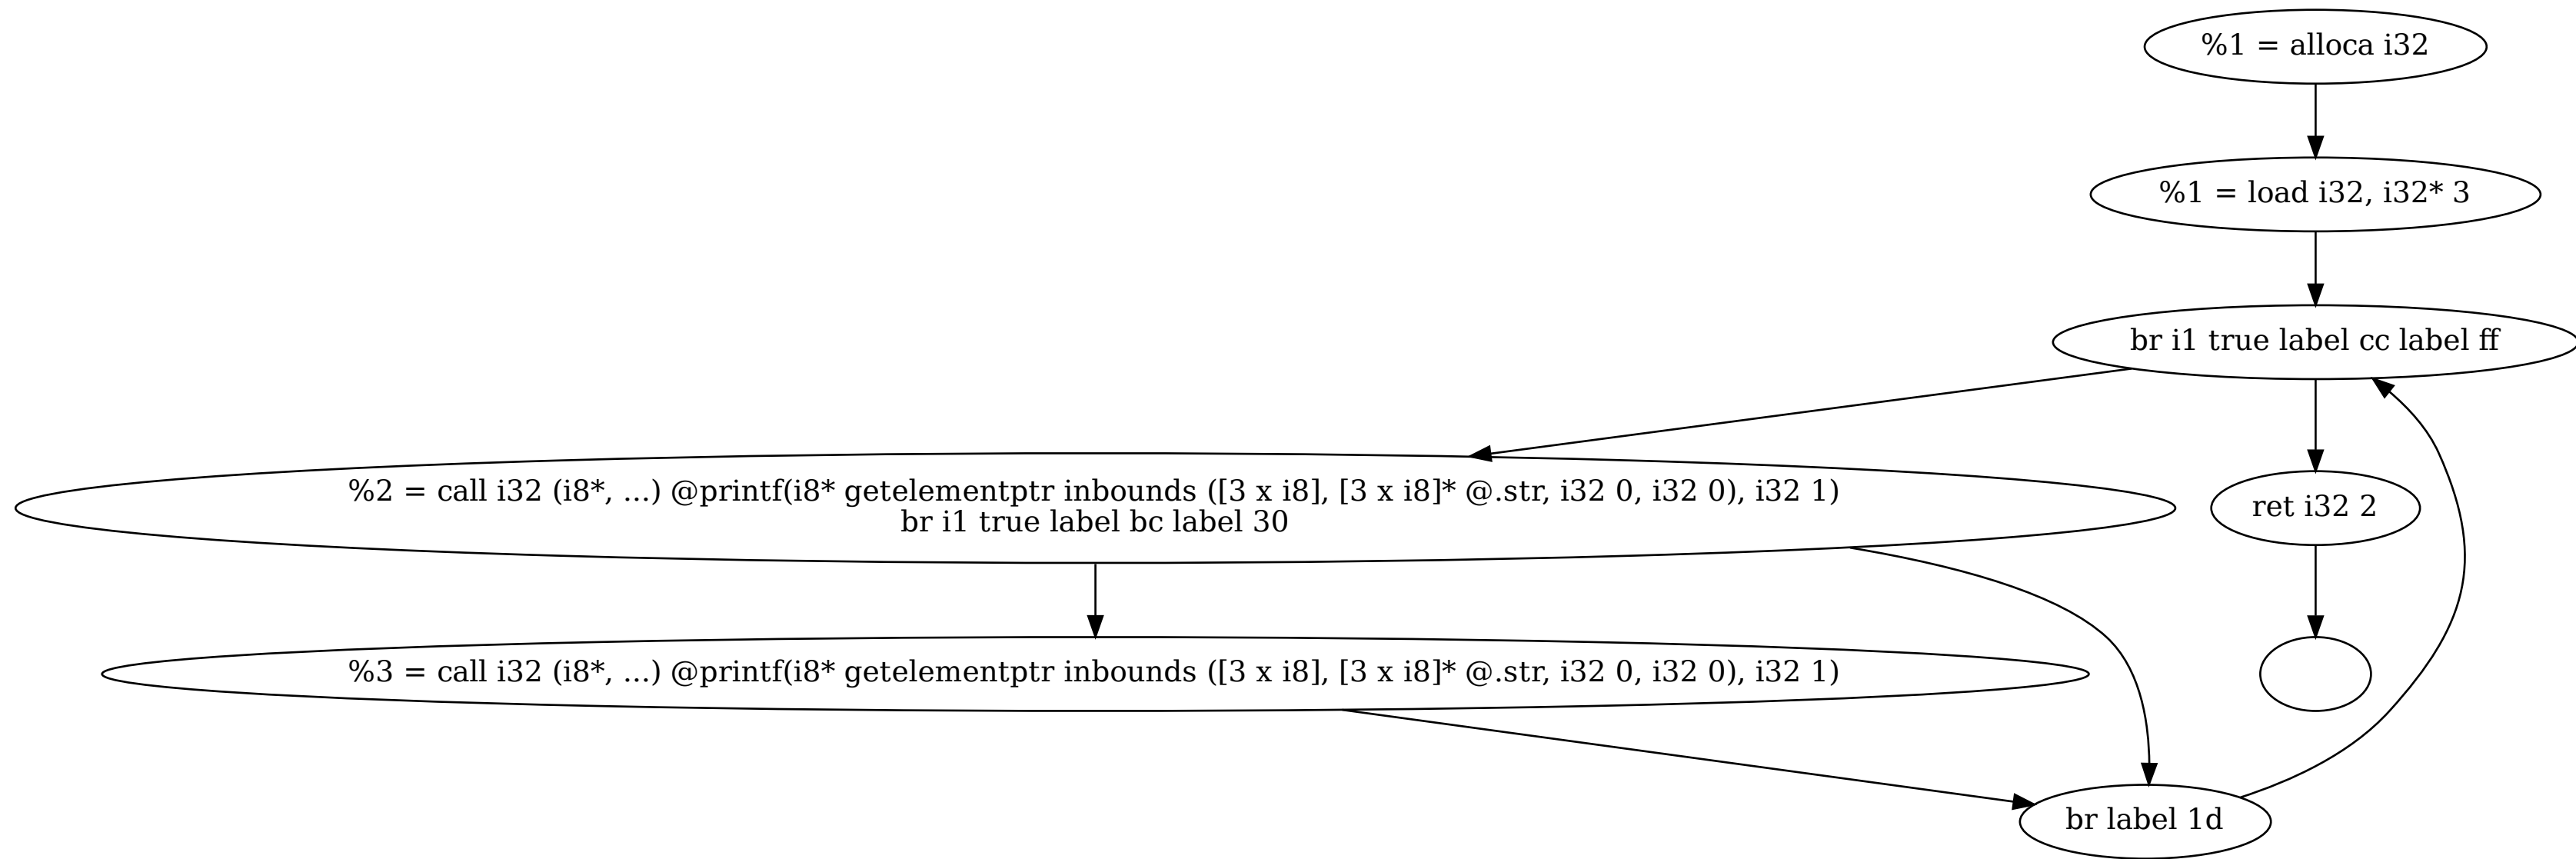 %1 = alloca i32
%1 = load i32, i32* 3
br i1 true label cc label ff
%2 = call i32 (i8*, ...) @printf(i8* getelementptr inbounds ([3 x i8], [3 x i8]* @.str, i32 0, i32 0), i32 1)
br i1 true label bc label 30
ret i32 2
%3 = call i32 (i8*, ...) @printf(i8* getelementptr inbounds ([3 x i8], [3 x i8]* @.str, i32 0, i32 0), i32 1)
br label 1d